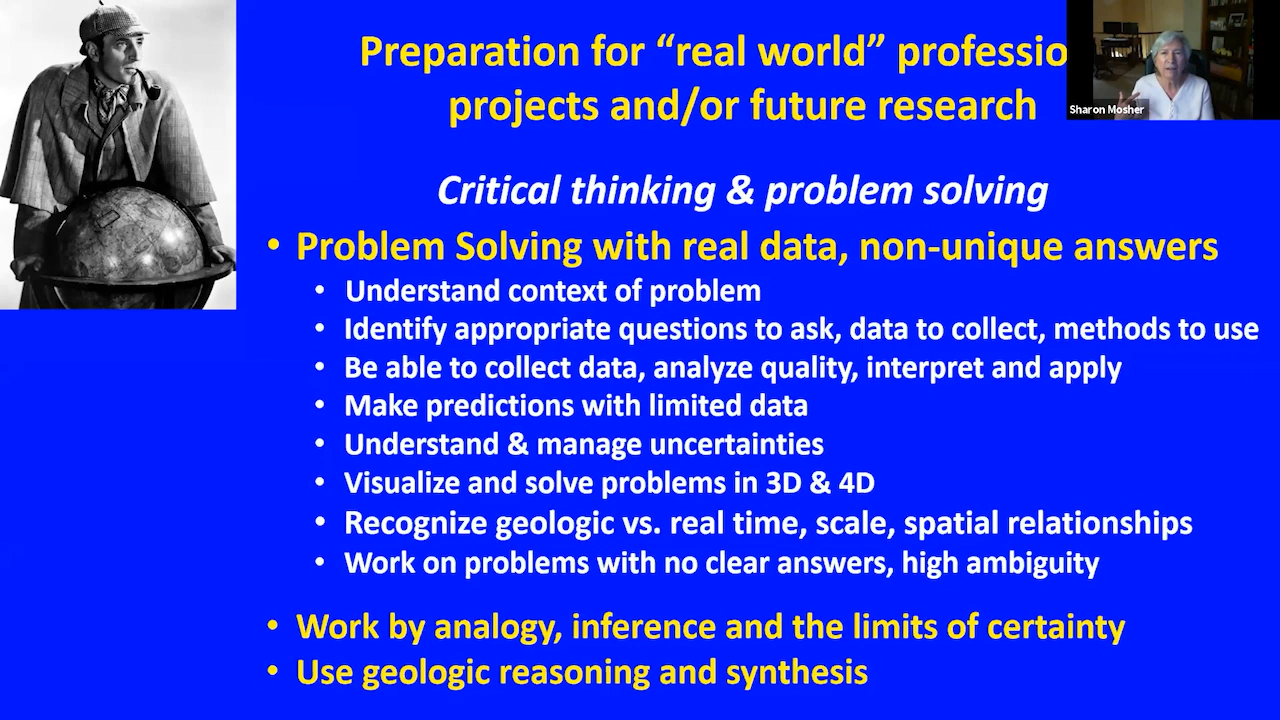 Preparation for “real world” professio
projects and/or future research
Sharon Mosher
Critical thinking & problem solving
• Problem Solving with real data, non-unique answers
• Understand context of problem
• Identify appropriate questions to ask, data to collect, methods to use
• Be able to collect data, analyze quality, interpret and apply
• Make predictions with limited data
• Understand & manage uncertainties
• Visualize and solve problems in 3D & 4D
• Recognize geologic vs. real time, scale, spatial relationships
• Work on problems with no clear answers, high ambiguity
• Work by analogy, inference and the limits of certainty
• Use geologic reasoning and synthesis